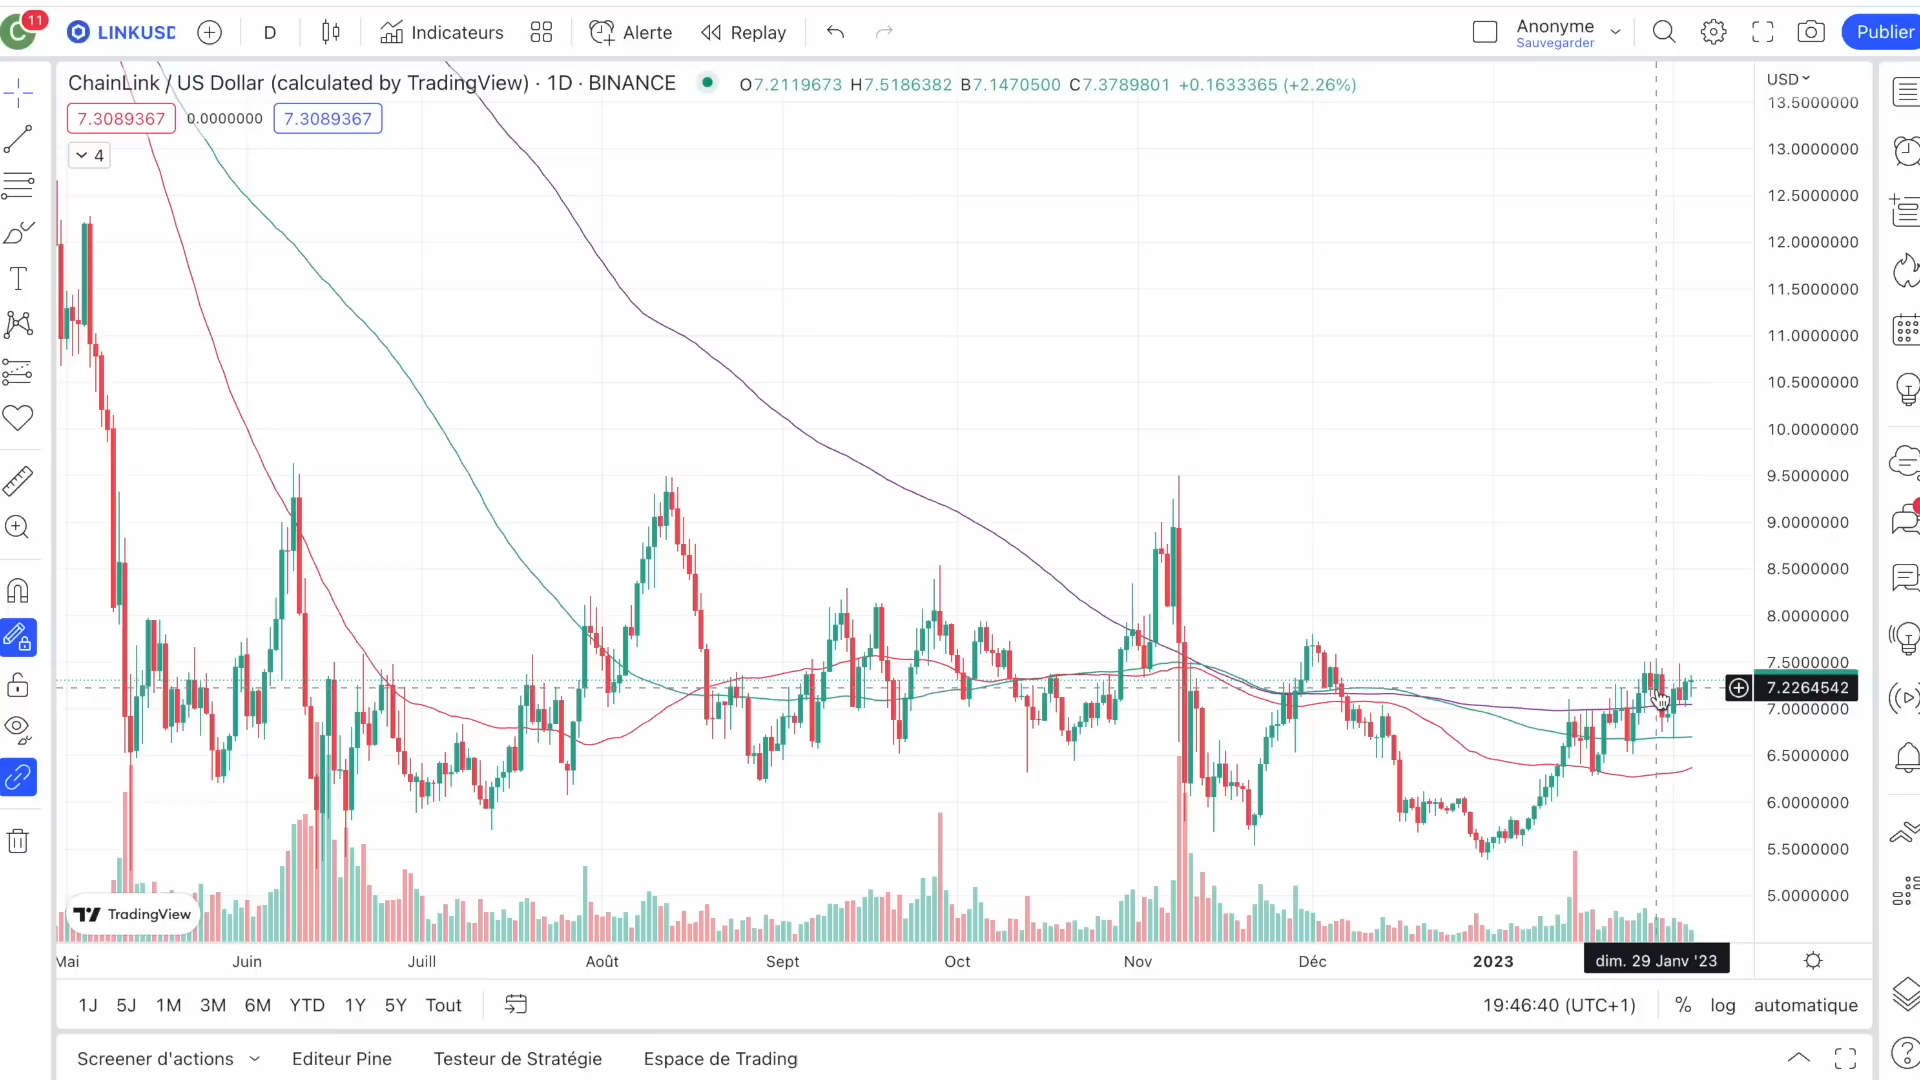 C 11 LINKUSD D Indicateurs Alerte Replay Anonyme Sauvegarder Publier
ChainLink / US Dollar (calculated by TradingView) · 1D · BINANCE O7.2119673 H7.5186382 B7.1470500 C7.3789801 +0.1633365 (+2.26%)
USD
7.3089367 0.0000000 7.3089367
4
13.5000000
13.0000000
12.5000000
12.0000000
11.5000000
11.0000000
10.5000000
10.0000000
9.5000000
9.0000000
8.5000000
8.0000000
7.5000000
7.2264542
7.0000000
6.5000000
6.0000000
5.5000000
5.0000000
TradingView
Mai Juin Juill Août Sept Oct Nov Déc 2023 dim. 29 Janv '23
1J 5J 1M 3M 6M YTD 1Y 5Y Tout 19:46:40 (UTC+1) % log automatique
Screener d'actions Editeur Pine Testeur de Stratégie Espace de Trading